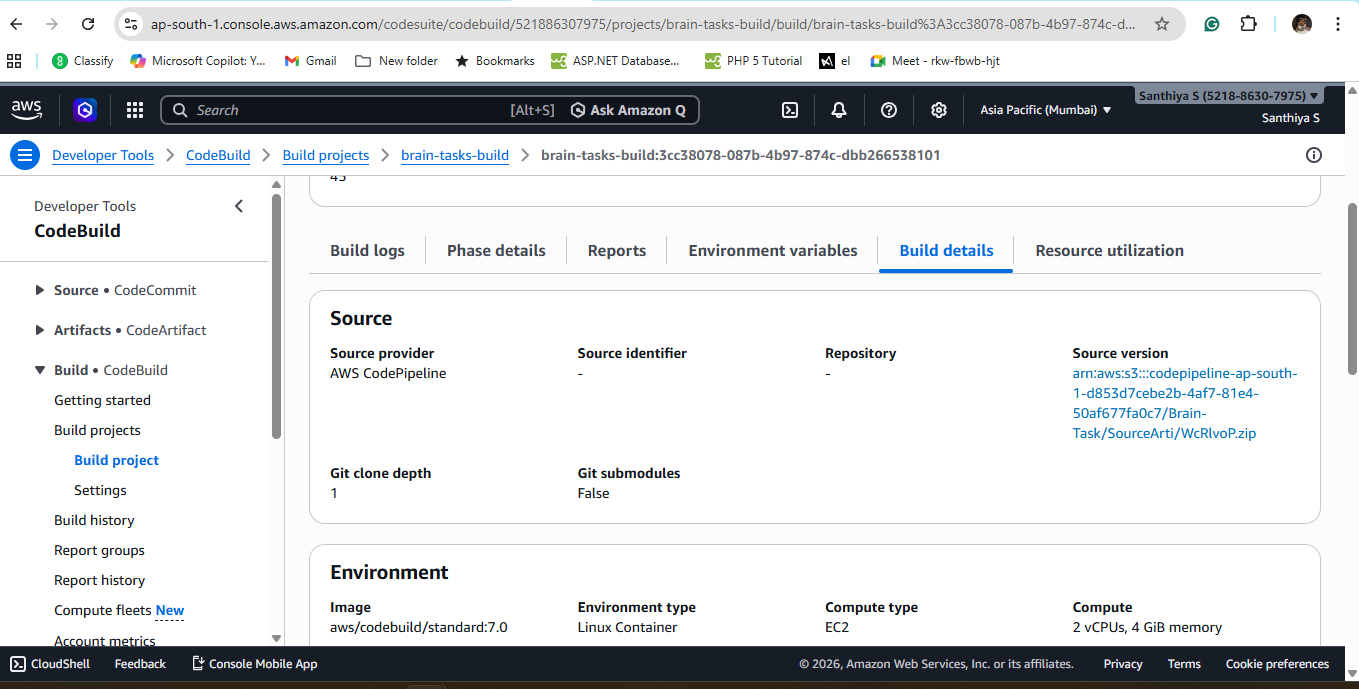 ap-south-1.console.aws.amazon.com/codesuite/codebuild/521886307975/projects/brain-tasks-build/build/brain-tasks-build%3A3cc38078-087b-4b97-874c-d...
Classify
Microsoft Copilot: Y...
Gmail
New folder
Bookmarks
ASP.NET Database...
PHP 5 Tutorial
el
Meet - rkw-fbwb-hjt
aws
Search
[Alt+S]
Ask Amazon Q
Asia Pacific (Mumbai)
Santhiya S (5218-8630-7975)
Santhiya S
Developer Tools
CodeBuild
Build projects
brain-tasks-build
brain-tasks-build:3cc38078-087b-4b97-874c-dbb266538101
Developer Tools
CodeBuild
Source • CodeCommit
Artifacts • CodeArtifact
Build • CodeBuild
Getting started
Build projects
Build project
Settings
Build history
Report groups
Report history
Compute fleets New
Account metrics
45
Build logs
Phase details
Reports
Environment variables
Build details
Resource utilization
Source
Source provider
AWS CodePipeline
Source identifier
-
Repository
-
Source version
arn:aws:s3:::codepipeline-ap-south-
1-d853d7cebe2b-4af7-81e4-
50af677fa0c7/Brain-
Task/SourceArti/WcRlvoP.zip
Git clone depth
1
Git submodules
False
Environment
Image
aws/codebuild/standard:7.0
Environment type
Linux Container
Compute type
EC2
Compute
2 vCPUs, 4 GiB memory
CloudShell
Feedback
Console Mobile App
© 2026, Amazon Web Services, Inc. or its affiliates.
Privacy
Terms
Cookie preferences